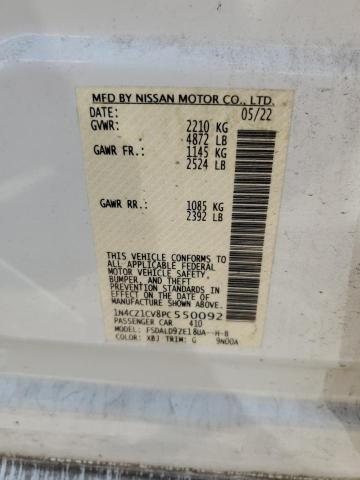 MFD BY NISSAN MOTOR CO., LTD.
DATE: 05/22
GVWR: 2210 KG
4872 LB
GAWR FR.: 1145 KG
2524 LB
GAWR RR.: 1085 KG
2392 LB
THIS VEHICLE CONFORMS TO
ALL APPLICABLE FEDERAL
MOTOR VEHICLE SAFETY,
BUMPER, AND THEFT
PREVENTION STANDARDS IN
EFFECT ON THE DATE OF
MANUFACTURE SHOWN ABOVE.
1N4CZ1CV8PC550092
PASSENGER CAR 410
MODEL: FSDALD9ZE18UA--H-B
COLOR: XBJ TRIM: G 9N00A